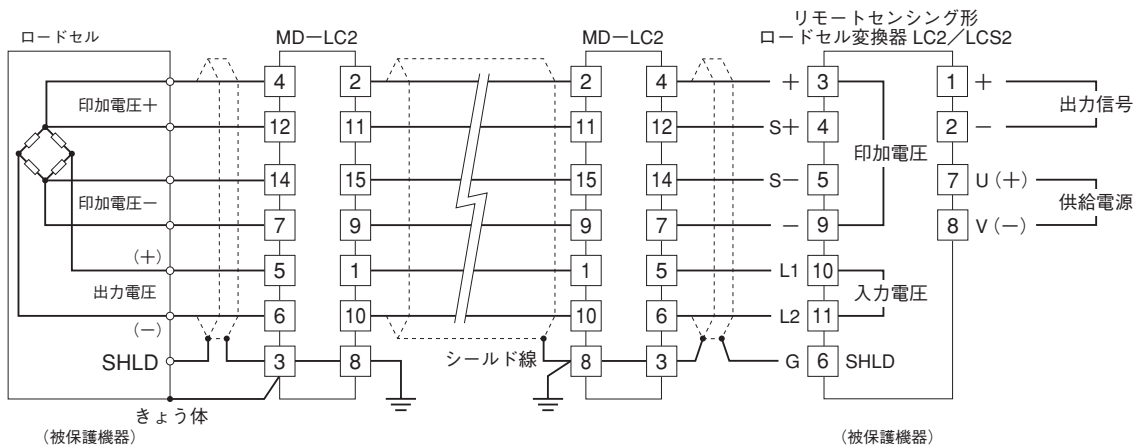 ロードセル
MD－LC2
MD－LC2
リモートセンシング形
ロードセル変換器 LC2／LCS2
印加電圧＋
印加電圧－
(＋)
出力電圧
(－)
SHLD
きょう体
(被保護機器)
4 2
12 11
14 15
7 9
5 1
6 10
3 8
シールド線
2 4
11 12
15 14
9 7
1 5
10 6
8 3
＋ 3
S＋ 4
S－ 5
－ 9
L1 10
L2 11
G 6 SHLD
印加電圧
入力電圧
1 ＋
2 －
出力信号
7 U (＋)
8 V (－)
供給電源
(被保護機器)